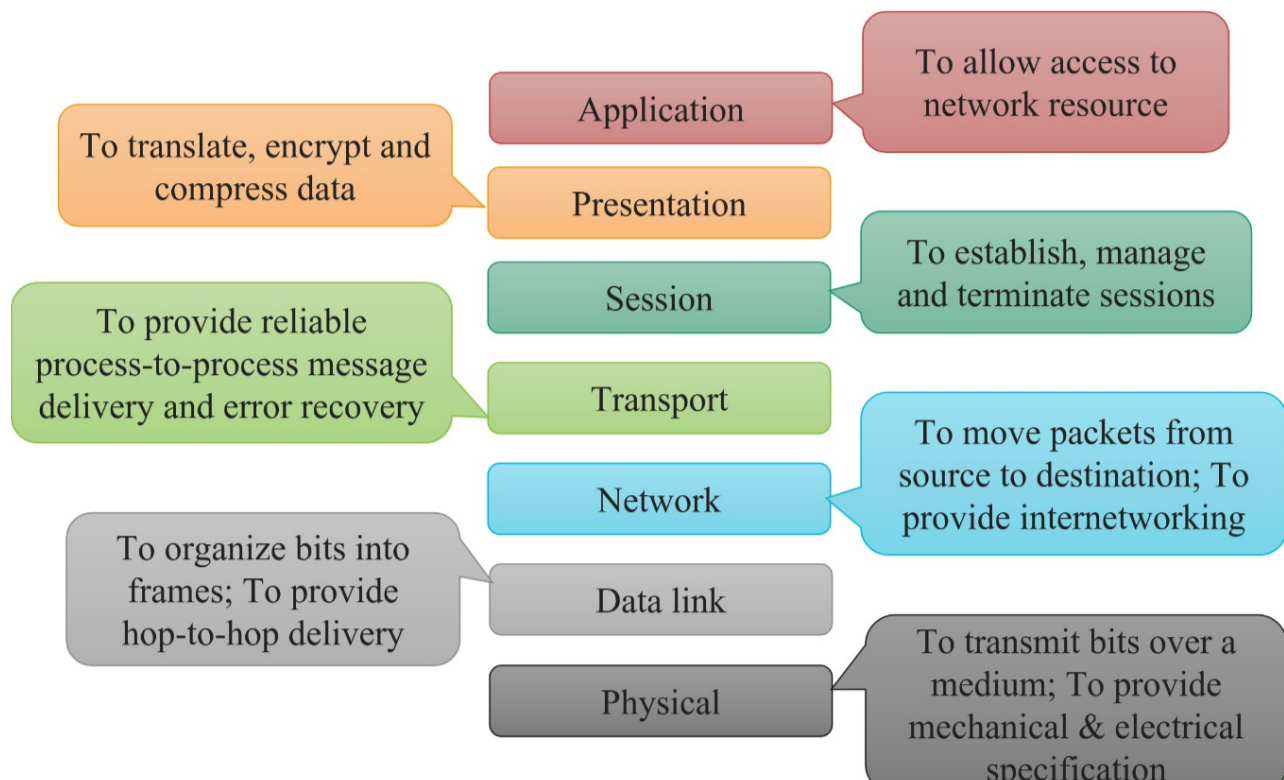 Application
To allow access to
network resource
To translate, encrypt and
compress data
Presentation
Session
To establish, manage
and terminate sessions
To provide reliable
process-to-process message
delivery and error recovery
Transport
Network
To move packets from
source to destination; To
provide internetworking
To organize bits into
frames; To provide
hop-to-hop delivery
Data link
Physical
To transmit bits over a
medium; To provide
mechanical & electrical
specification